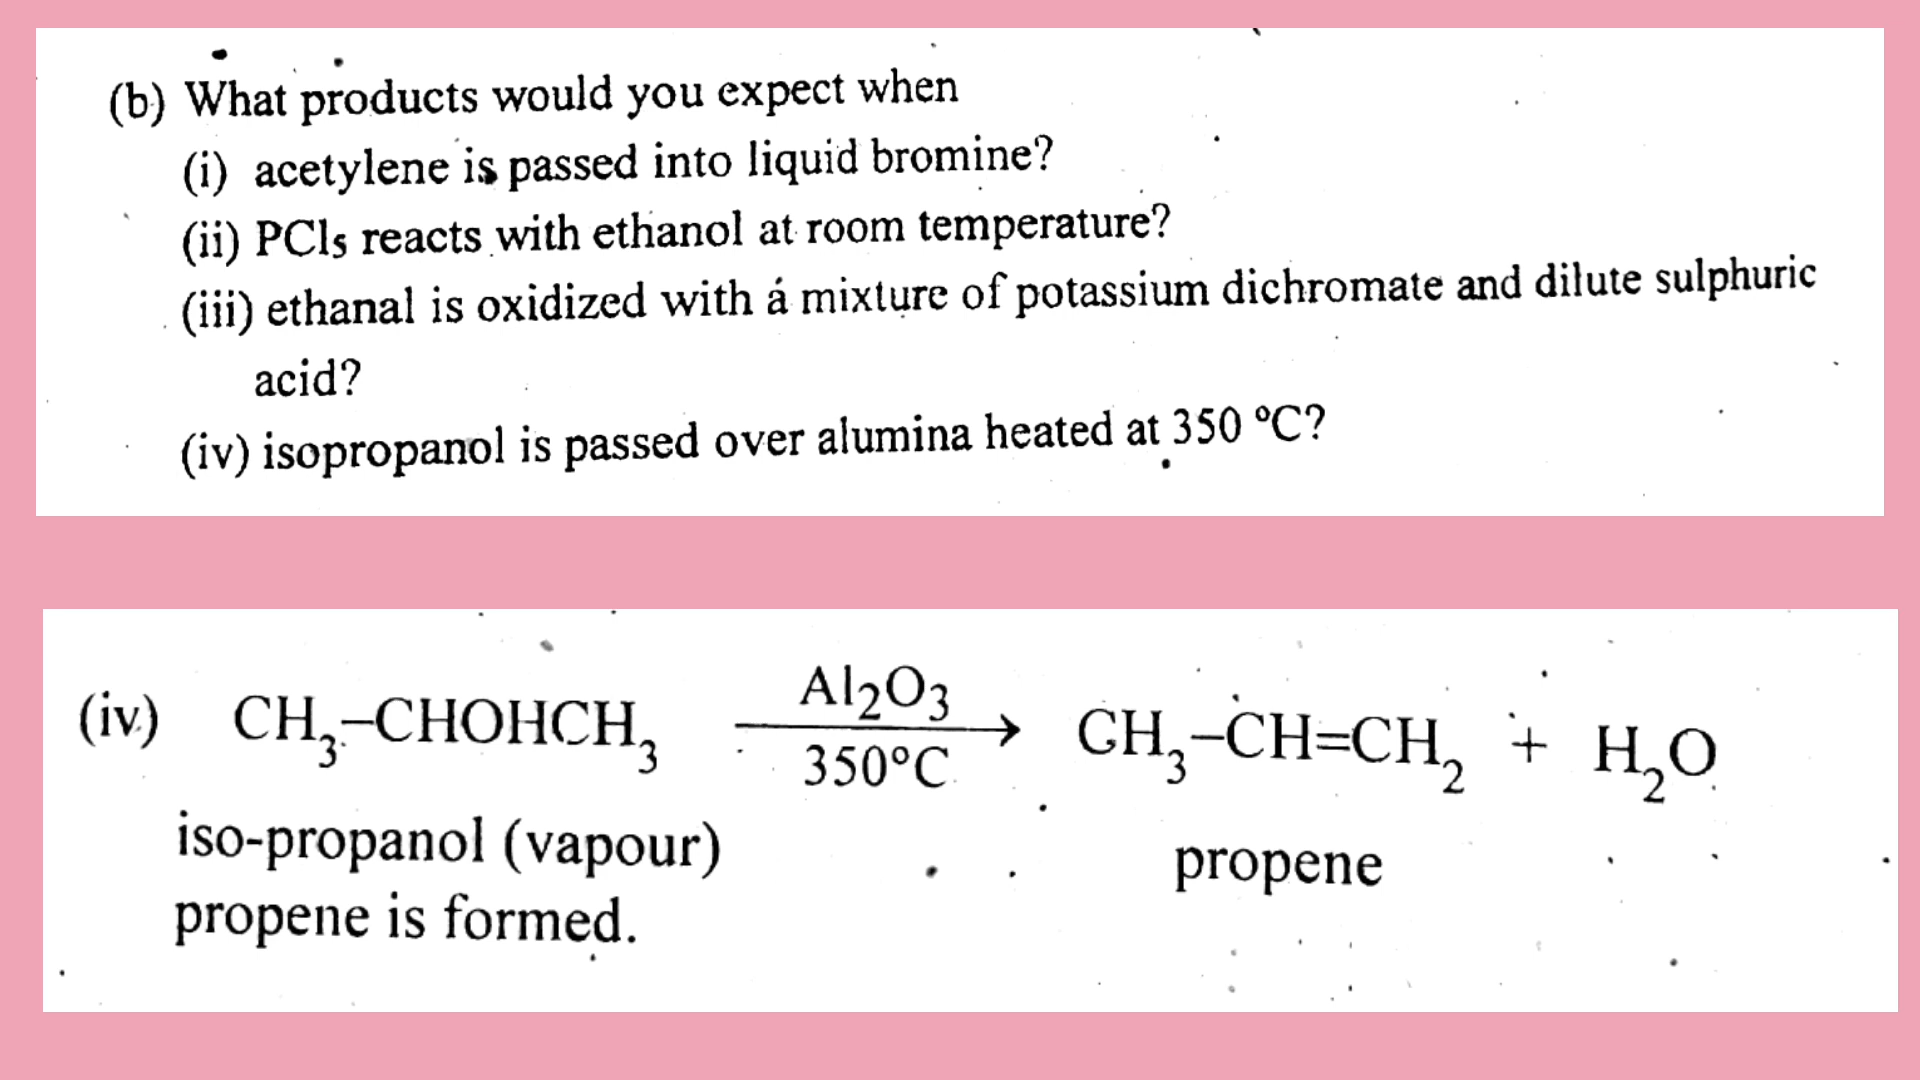 (b) What products would you expect when
(i) acetylene is passed into liquid bromine?
(ii) PCl5 reacts with ethanol at room temperature?
(iii) ethanal is oxidized with á mixture of potassium dichromate and dilute sulphuric
acid?
(iv) isopropanol is passed over alumina heated at 350 ºC?
(iv) CH₃–CHOHCH₃ Al₂O₃ → CH₃–CH=CH₂ + H₂O
350°C
iso-propanol (vapour) propene
propene is formed.